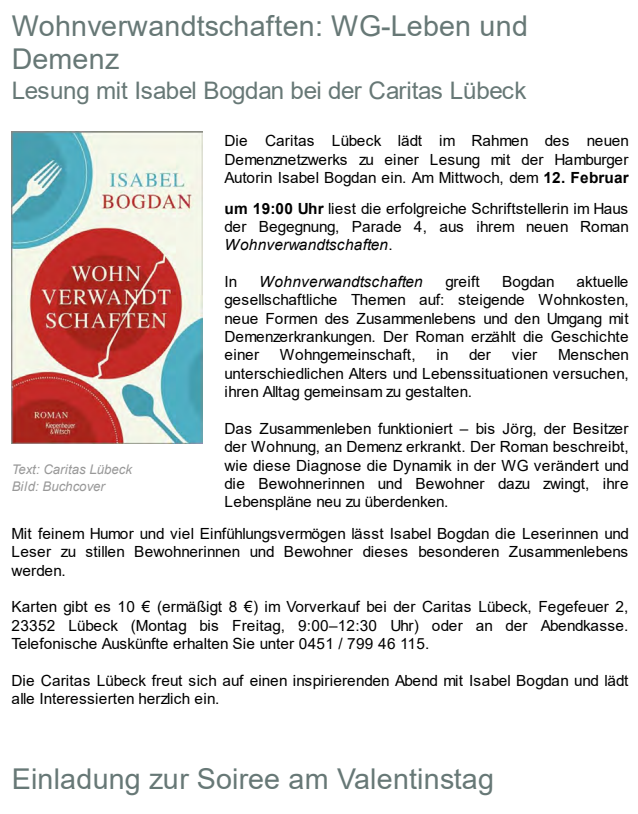 Wohnverwandtschaften: WG-Leben und
Demenz
Lesung mit Isabel Bogdan bei der Caritas Lübeck
ISABEL
BOGDAN
WOHN
VERWANDT
SCHAFTEN
ROMAN
Kiepenheuer
&Witsch
Text: Caritas Lübeck
Bild: Buchcover
Die Caritas Lübeck lädt im Rahmen des neuen
Demenznetzwerks zu einer Lesung mit der Hamburger
Autorin Isabel Bogdan ein. Am Mittwoch, dem 12. Februar
um 19:00 Uhr liest die erfolgreiche Schriftstellerin im Haus
der Begegnung, Parade 4, aus ihrem neuen Roman
Wohnverwandtschaften.
In Wohnverwandtschaften greift Bogdan aktuelle
gesellschaftliche Themen auf: steigende Wohnkosten,
neue Formen des Zusammenlebens und den Umgang mit
Demenzerkrankungen. Der Roman erzählt die Geschichte
einer Wohngemeinschaft, in der vier Menschen
unterschiedlichen Alters und Lebenssituationen versuchen,
ihren Alltag gemeinsam zu gestalten.
Das Zusammenleben funktioniert – bis Jörg, der Besitzer
der Wohnung, an Demenz erkrankt. Der Roman beschreibt,
wie diese Diagnose die Dynamik in der WG verändert und
die Bewohnerinnen und Bewohner dazu zwingt, ihre
Lebenspläne neu zu überdenken.
Mit feinem Humor und viel Einfühlungsvermögen lässt Isabel Bogdan die Leserinnen und
Leser zu stillen Bewohnerinnen und Bewohner dieses besonderen Zusammenlebens
werden.
Karten gibt es 10 € (ermäßigt 8 €) im Vorverkauf bei der Caritas Lübeck, Fegefeuer 2,
23352 Lübeck (Montag bis Freitag, 9:00–12:30 Uhr) oder an der Abendkasse.
Telefonische Auskünfte erhalten Sie unter 0451 / 799 46 115.
Die Caritas Lübeck freut sich auf einen inspirierenden Abend mit Isabel Bogdan und lädt
alle Interessierten herzlich ein.
Einladung zur Soiree am Valentinstag